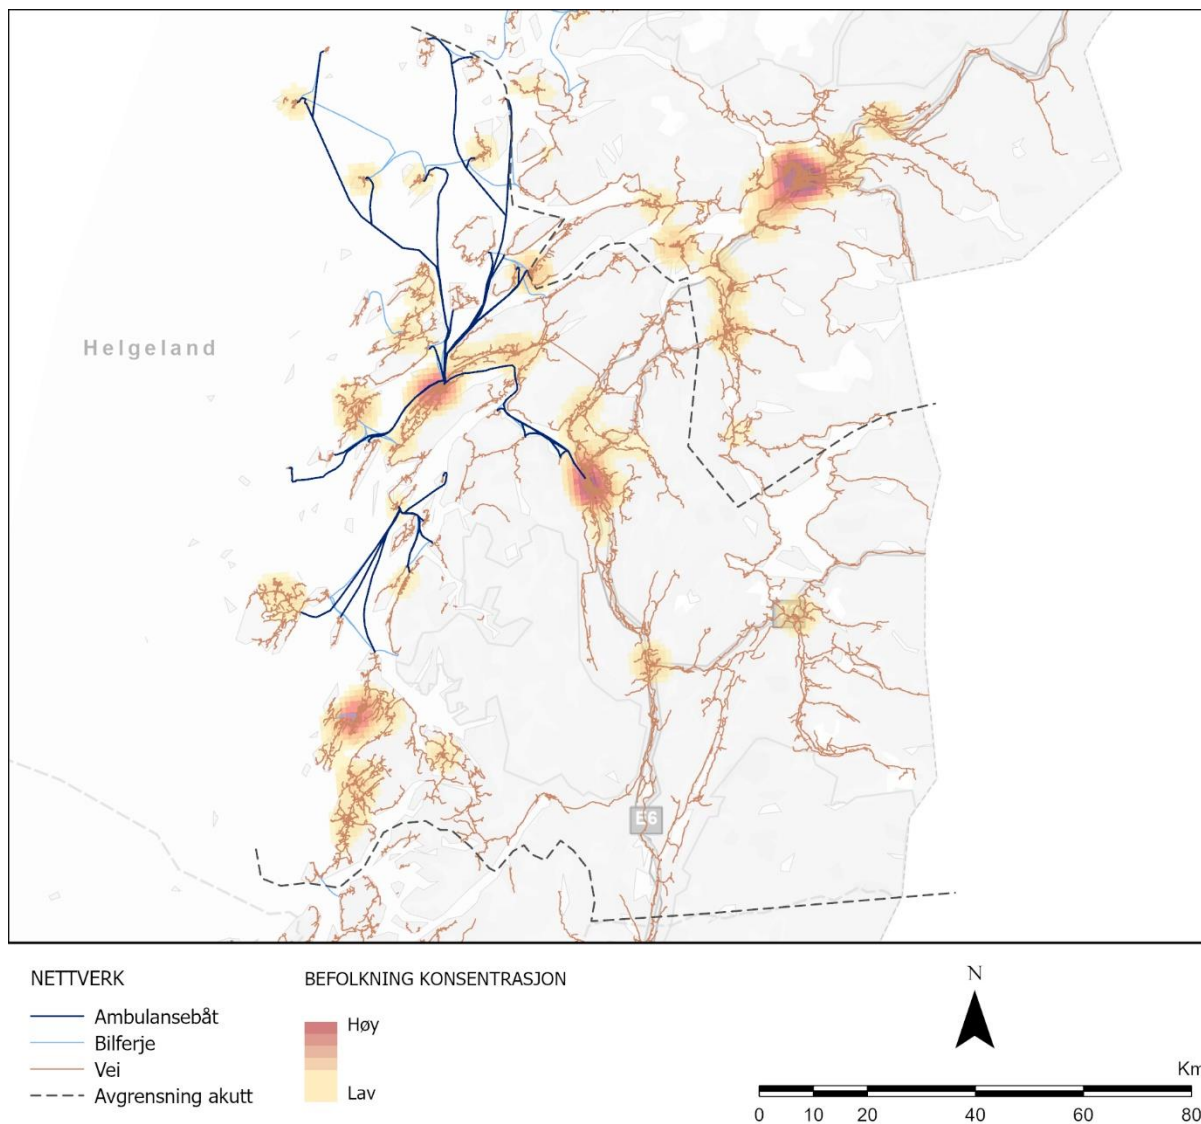 Helgeland
E6
NETTVERK
Ambulansebåt
Bilferje
Vei
Avgrensning akutt
BEFOLKNING KONSENTRASJON
Høy
Lav
N
Km
0 10 20 40 60 80